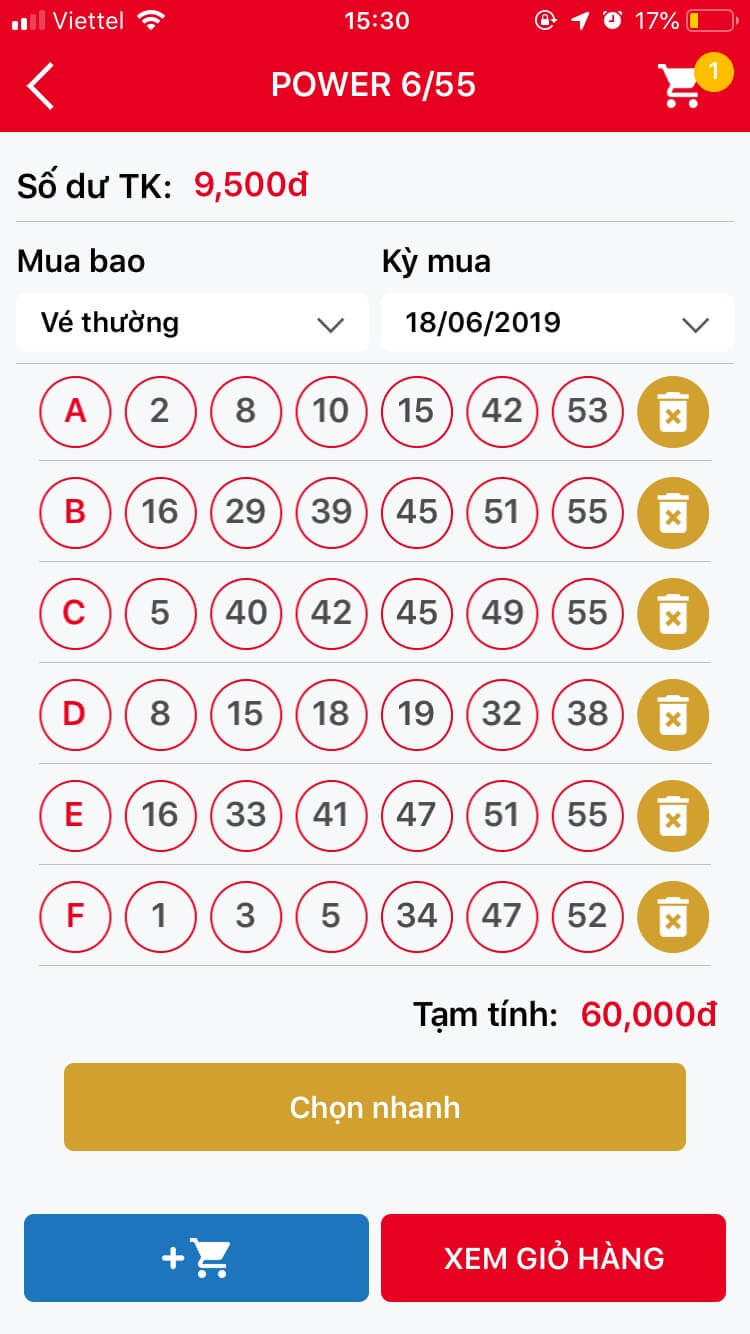 Viettel 15:30 17%
POWER 6/55 1
Số dư TK: 9,500đ
Mua bao Kỳ mua
Vé thường 18/06/2019
A 2 8 10 15 42 53
B 16 29 39 45 51 55
C 5 40 42 45 49 55
D 8 15 18 19 32 38
E 16 33 41 47 51 55
F 1 3 5 34 47 52
Tạm tính: 60,000đ
Chọn nhanh
+ XEM GIỎ HÀNG